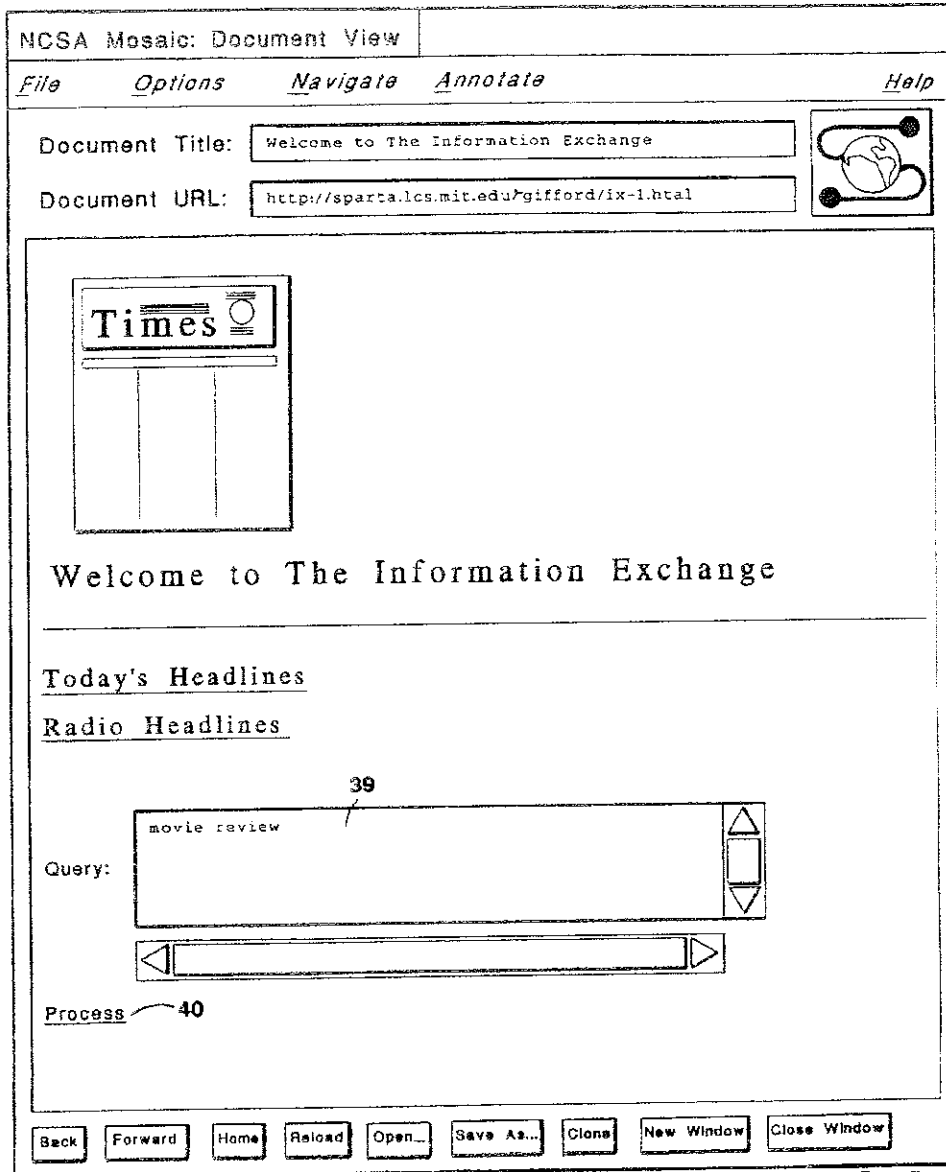 NCSA Mosaic: Document View
File Options Navigate Annotate Help
Document Title: Welcome to The Information Exchange
Document URL: http://sparta.lcs.mit.edu/~gifford/ix-1.html
Times
Welcome to The Information Exchange
Today's Headlines
Radio Headlines
39
movie review
Query:
Process 40
Back Forward Home Reload Open... Save As... Clone New Window Close Window